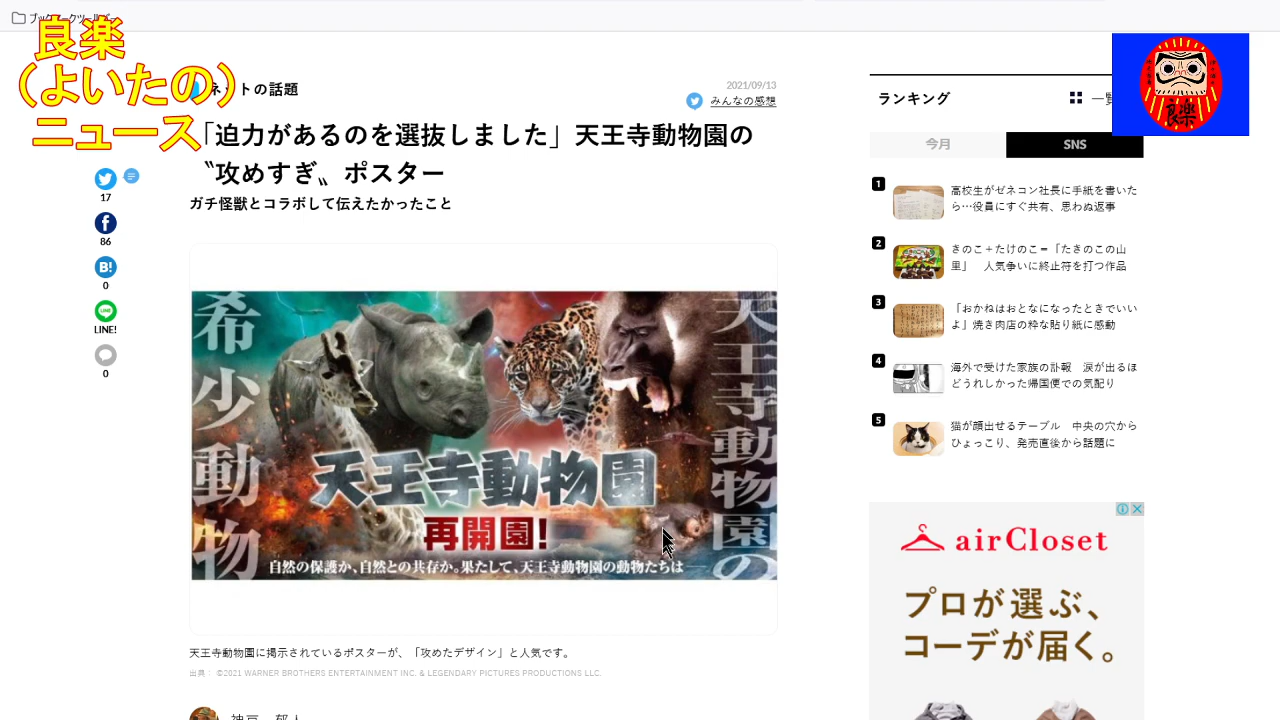 ブックマークツールバー
良楽
（よいたの）
ニュース
ネットの話題
2021/09/13
みんなの感想
「迫力があるのを選抜しました」天王寺動物園の
〝攻めすぎ〟ポスター
ガチ怪獣とコラボして伝えたかったこと
17
86
B!
0
LINE
LINE!
0
希少動物
天王寺動物園の
天王寺動物園
再開園!
自然の保護か、自然との共存か。果たして、天王寺動物園の動物たちは──
天王寺動物園に掲示されているポスターが、「攻めたデザイン」と人気です。
出典: ©2021 WARNER BROTHERS ENTERTAINMENT INC. & LEGENDARY PICTURES PRODUCTIONS LLC.
神戸 郁人
ランキング
一覧
良楽
今月
SNS
1
高校生がゼネコン社長に手紙を書いた
ら…役員にすぐ共有、思わぬ返事
2
きのこ+たけのこ=「たきのこの山
里」 人気争いに終止符を打つ作品
3
「おかねはおとなになったときでいい
よ」焼き肉店の粋な貼り紙に感動
4
海外で受けた家族の訃報 涙が出るほ
どうれしかった帰国便での気配り
5
猫が顔出せるテーブル 中央の穴から
ひょっこり、発売直後から話題に
airCloset
プロが選ぶ、
コーデが届く。